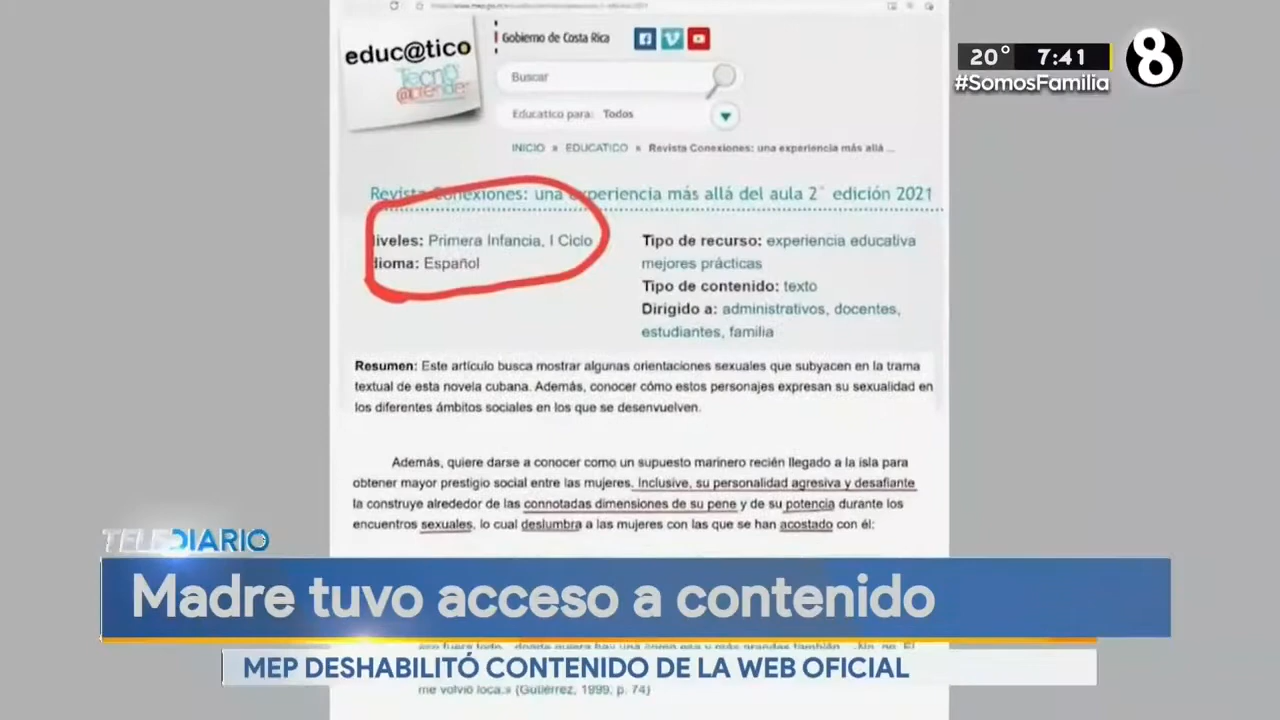 educ@tico
Tecno
@prender
Gobierno de Costa Rica
Buscar
Educatico para: Todos
20° 7:41
#SomosFamilia
8
INICIO » EDUCATICO » Revista Conexiones: una experiencia más allá ...
Revista Conexiones: una experiencia más allá del aula 2° edición 2021
iveles: Primera Infancia, I Ciclo
dioma: Español
Tipo de recurso: experiencia educativa
mejores prácticas
Tipo de contenido: texto
Dirigido a: administrativos, docentes,
estudiantes, familia
Resumen: Este artículo busca mostrar algunas orientaciones sexuales que subyacen en la trama
textual de esta novela cubana. Además, conocer cómo estos personajes expresan su sexualidad en
los diferentes ámbitos sociales en los que se desenvuelven.
Además, quiere darse a conocer como un supuesto marinero recién llegado a la isla para
obtener mayor prestigio social entre las mujeres. Inclusive, su personalidad agresiva y desafiante
la construye alrededor de las connotadas dimensiones de su pene y de su potencia durante los
encuentros sexuales, lo cual deslumbra a las mujeres con las que se han acostado con él:
TELEDIARIO
Madre tuvo acceso a contenido
MEP DESHABILITÓ CONTENIDO DE LA WEB OFICIAL
me volvió loca.» (Gutiérrez, 1999, p. 74)